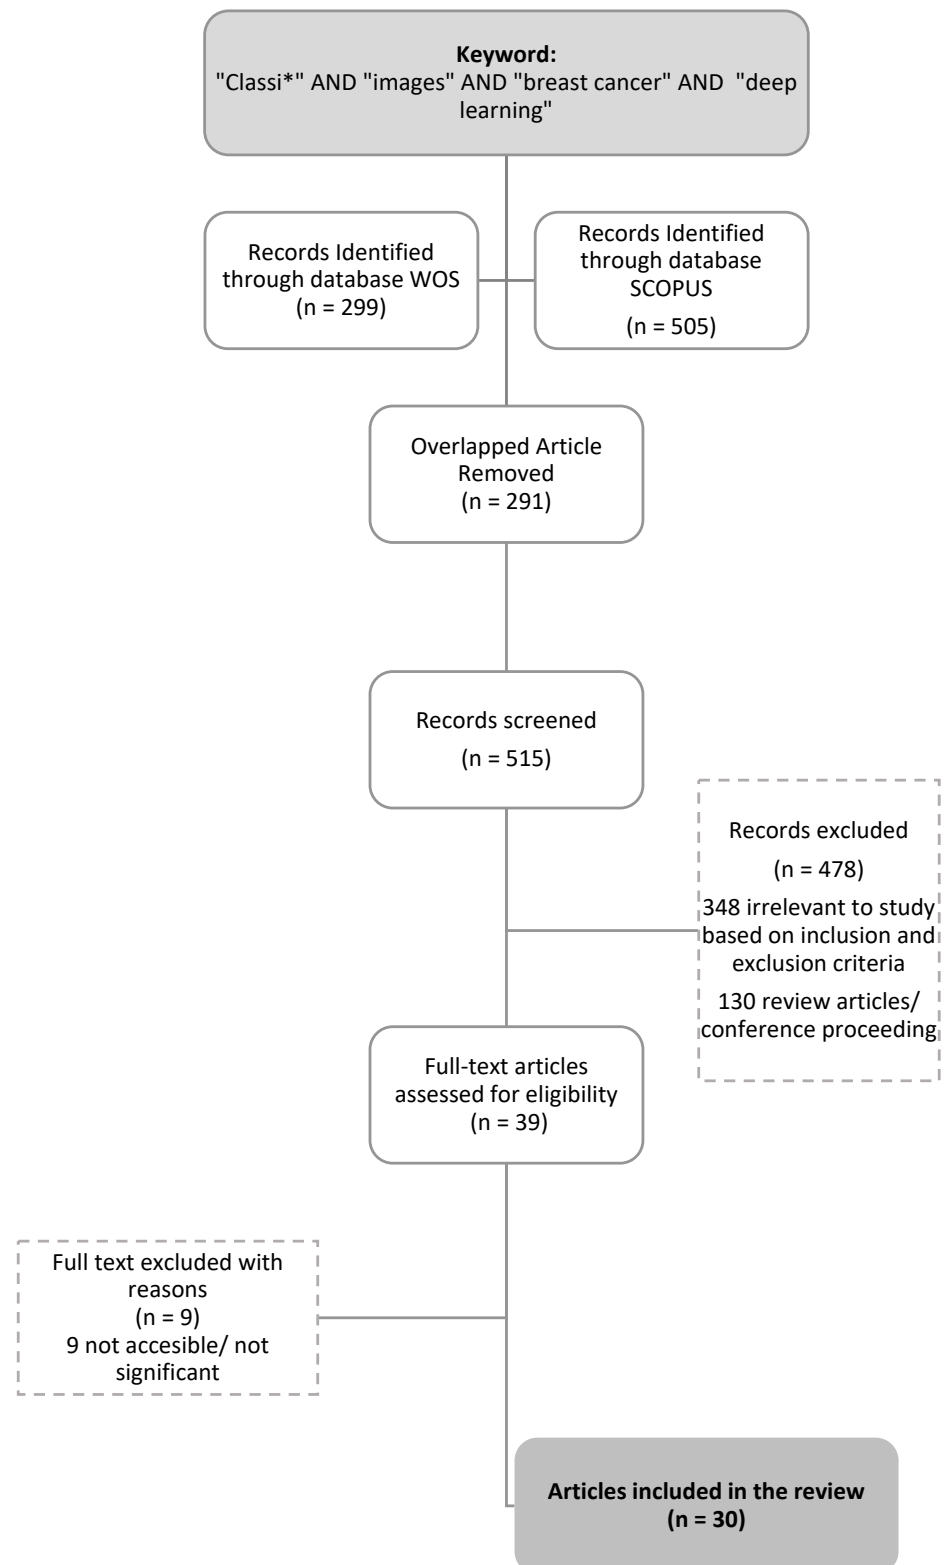 Keyword:
"Classi*" AND "images" AND "breast cancer" AND "deep
learning"
Records Identified
through database WOS
(n = 299)
Records Identified
through database
SCOPUS
(n = 505)
Overlapped Article
Removed
(n = 291)
Records screened
(n = 515)
Records excluded
(n = 478)
348 irrelevant to study
based on inclusion and
exclusion criteria
130 review articles/
conference proceeding
Full-text articles
assessed for eligibility
(n = 39)
Full text excluded with
reasons
(n = 9)
9 not accesible/ not
significant
Articles included in the review
(n = 30)